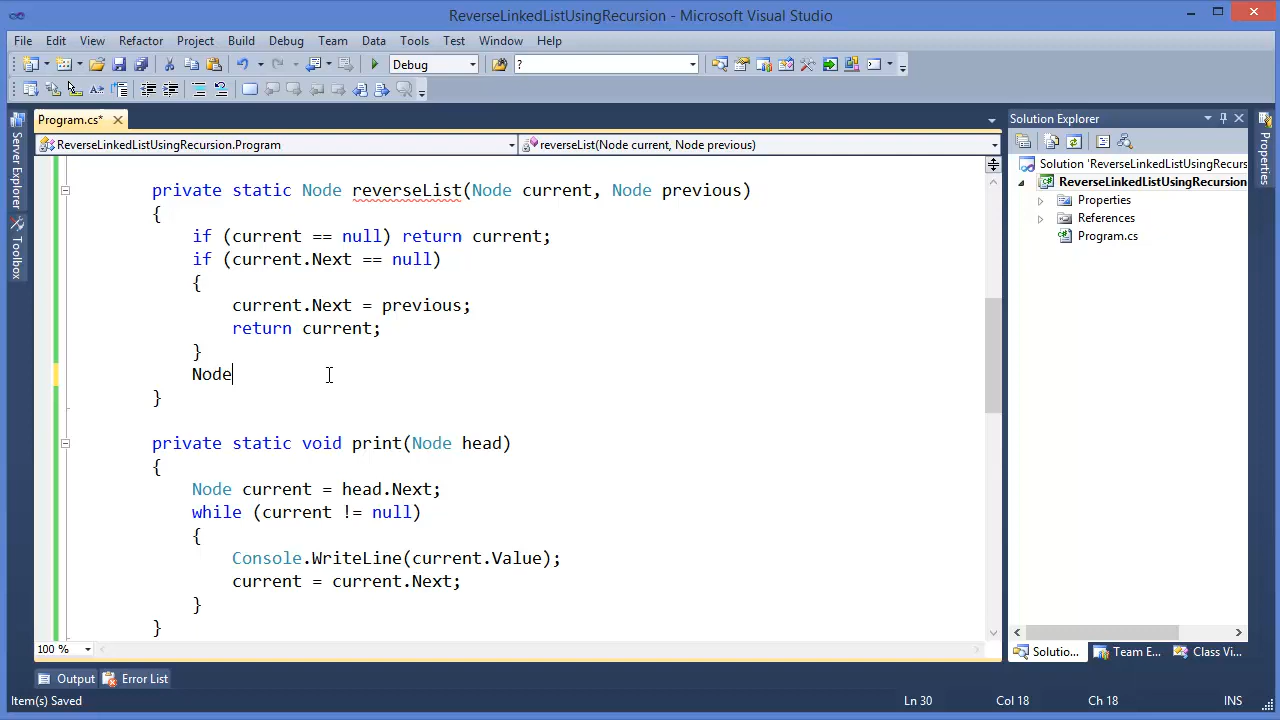 ReverseLinkedListUsingRecursion - Microsoft Visual Studio
File Edit View Refactor Project Build Debug Team Data Tools Test Window Help
Debug ?
Program.cs* Solution Explorer
ReverseLinkedListUsingRecursion.Program reverseList(Node current, Node previous)
Server Explorer
Toolbox
private static Node reverseList(Node current, Node previous)
{
if (current == null) return current;
if (current.Next == null)
{
current.Next = previous;
return current;
}
Node
}
private static void print(Node head)
{
Node current = head.Next;
while (current != null)
{
Console.WriteLine(current.Value);
current = current.Next;
}
}
100 %
Solution 'ReverseLinkedListUsingRecurs
ReverseLinkedListUsingRecursion
Properties
References
Program.cs
Solutio... Team E... Class Vi...
Properties
Output Error List
Item(s) Saved Ln 30 Col 18 Ch 18 INS